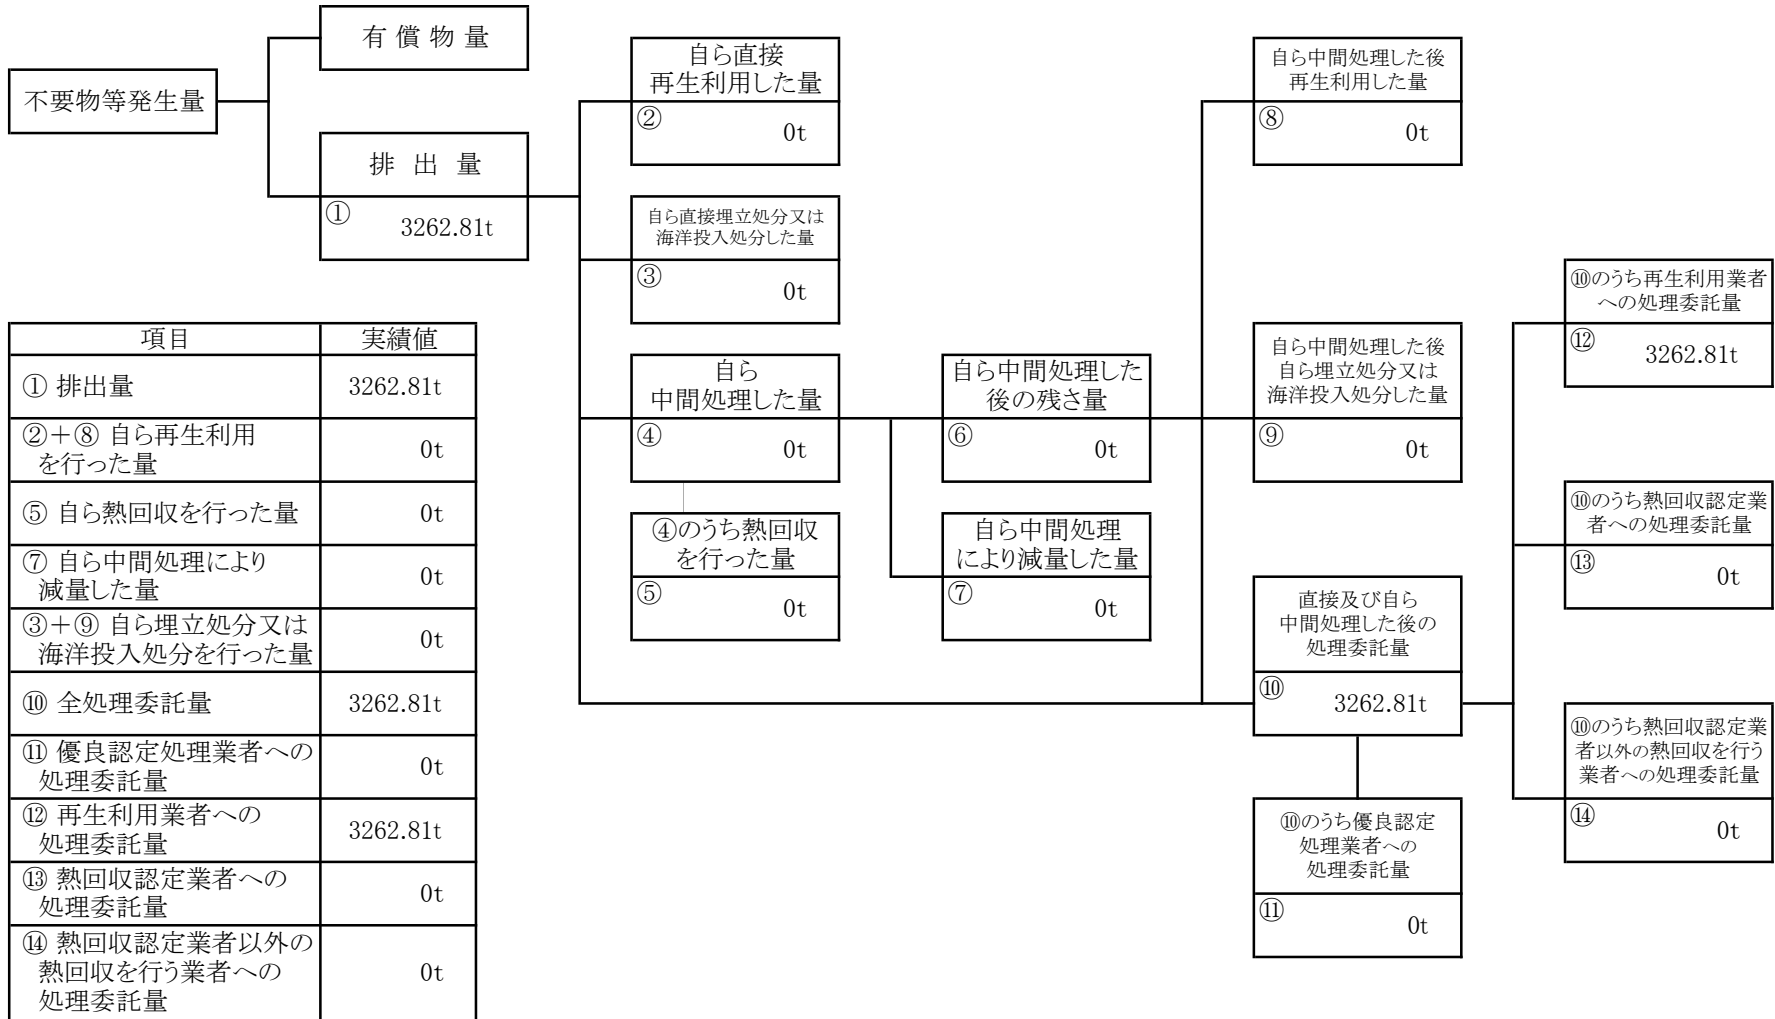 有 償 物 量
不要物等発生量
排 出 量
①
3262.81t
自ら直接
再生利用した量
②
0t
自ら直接埋立処分又は
海洋投入処分した量
③
0t
自ら
中間処理した量
④
0t
④のうち熱回収
を行った量
⑤
0t
自ら中間処理した
後の残さ量
⑥
0t
自ら中間処理
により減量した量
⑦
0t
自ら中間処理した後
再生利用した量
⑧
0t
自ら中間処理した後
自ら埋立処分又は
海洋投入処分した量
⑨
0t
直接及び自ら
中間処理した後の
処理委託量
⑩
3262.81t
⑩のうち優良認定
処理業者への
処理委託量
⑪
0t
⑩のうち再生利用業者
への処理委託量
⑫
3262.81t
⑩のうち熱回収認定業
者への処理委託量
⑬
0t
⑩のうち熱回収認定業
者以外の熱回収を行う
業者への処理委託量
⑭
0t
項目 実績値
① 排出量 3262.81t
②＋⑧ 自ら再生利用
を行った量 0t
⑤ 自ら熱回収を行った量 0t
⑦ 自ら中間処理により
減量した量 0t
③＋⑨ 自ら埋立処分又は
海洋投入処分を行った量 0t
⑩ 全処理委託量 3262.81t
⑪ 優良認定処理業者への
処理委託量 0t
⑫ 再生利用業者への
処理委託量 3262.81t
⑬ 熱回収認定業者への
処理委託量 0t
⑭ 熱回収認定業者以外の
熱回収を行う業者への
処理委託量 0t